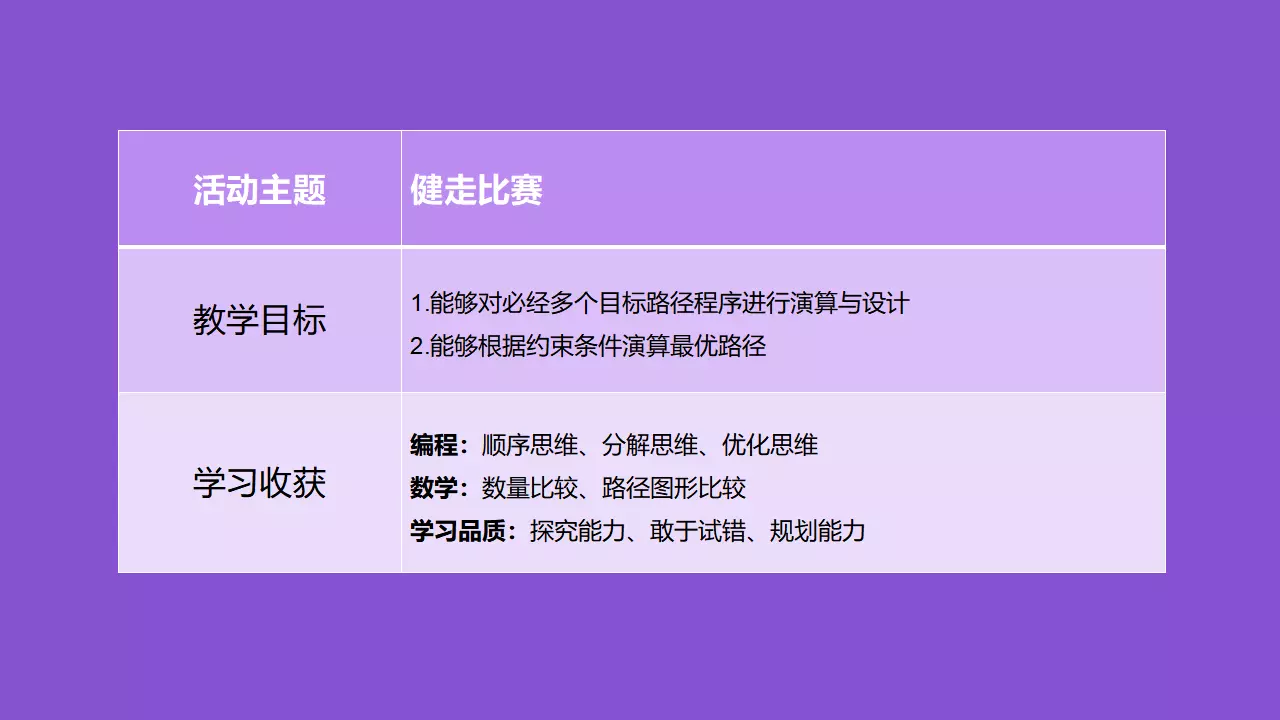 活动主题
健走比赛
教学目标
1.能够对必经多个目标路径程序进行演算与设计
2.能够根据约束条件演算最优路径
学习收获
编程：顺序思维、分解思维、优化思维
数学：数量比较、路径图形比较
学习品质：探究能力、敢于试错、规划能力